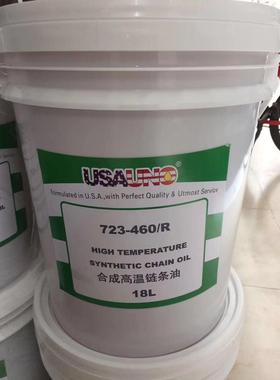 USAUNO
Formulated in U.S.A.,with Perfect Quality & Utmost Service
723-460/R
HIGH TEMPERATURE
SYNTHETIC CHAIN OIL
合成高温链条油
18L